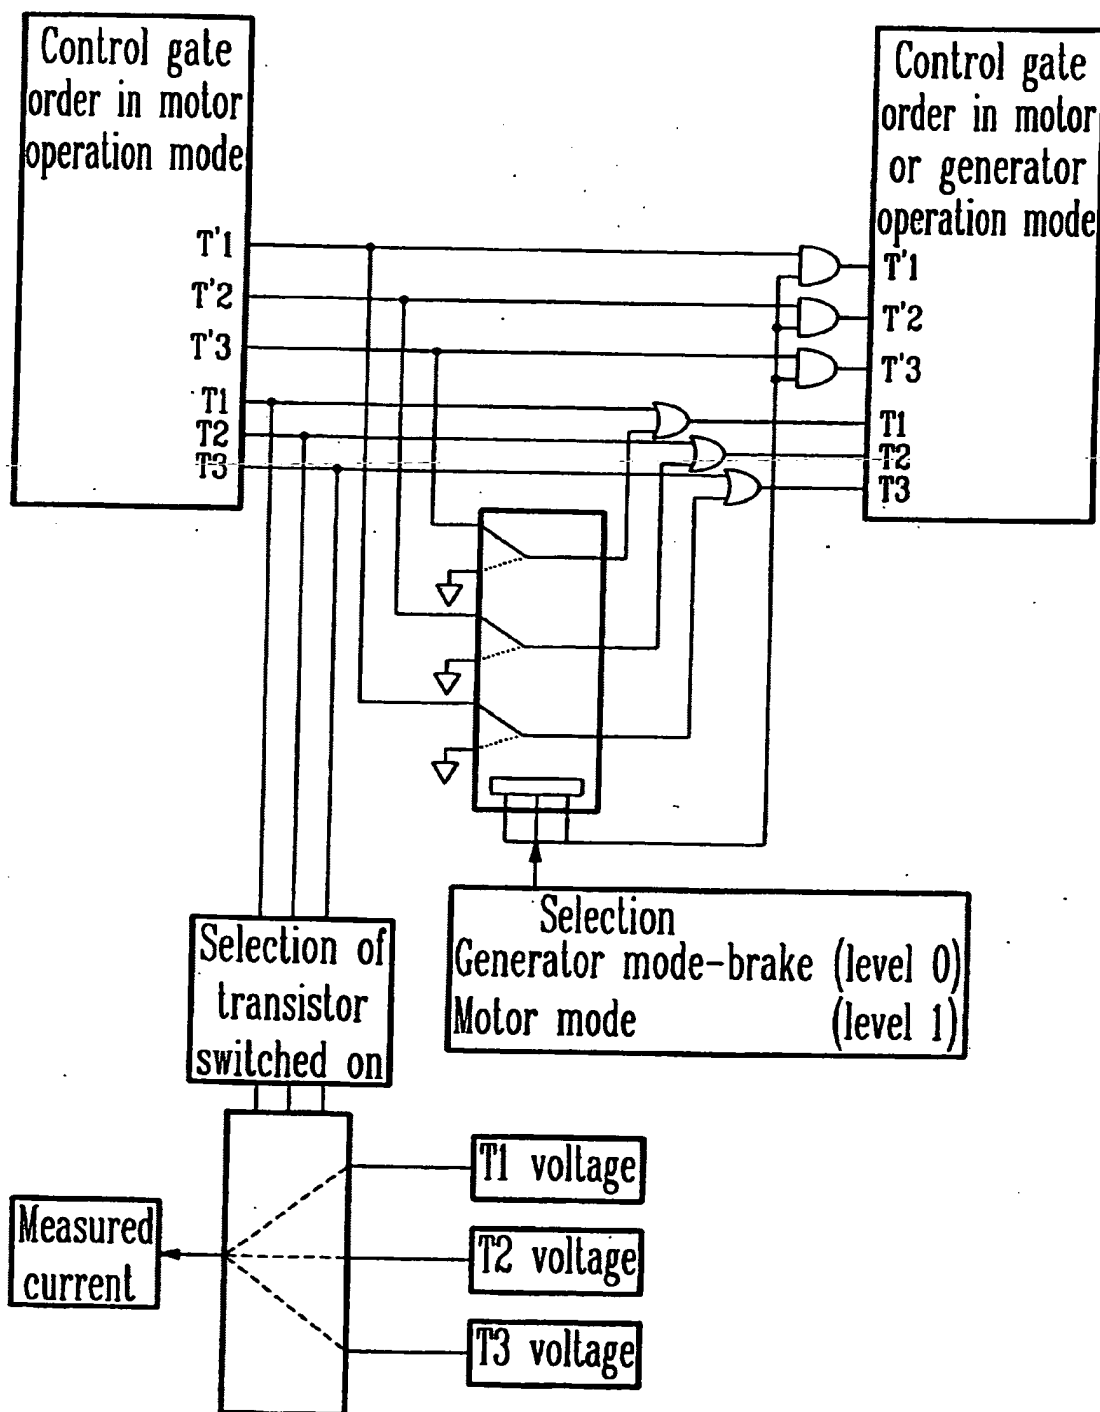 Control gate
order in motor
operation mode
T'1
T'2
T'3
T1
T2
T3
Control gate
order in motor
or generator
operation mode
T'1
T'2
T'3
T1
T2
T3
Selection
Generator mode-brake (level 0)
Motor mode (level 1)
Selection of
transistor
switched on
T1 voltage
T2 voltage
T3 voltage
Measured
current